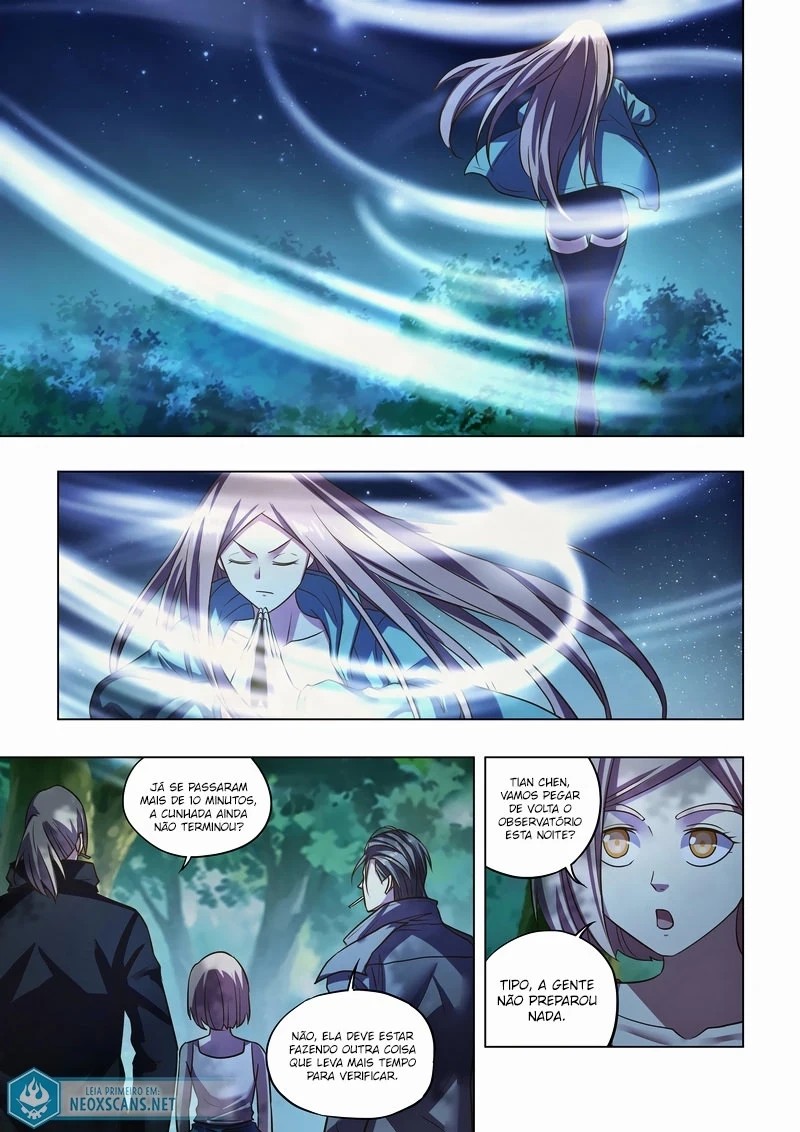 JÁ SE PASSARAM
MAIS DE 10 MINUTOS,
A CUNHADA AINDA
NÃO TERMINOU?
NÃO, ELA DEVE ESTAR
FAZENDO OUTRA COISA
QUE LEVA MAIS TEMPO
PARA VERIFICAR.
TIAN CHEN,
VAMOS PEGAR
DE VOLTA O
OBSERVATÓRIO
ESTA NOITE?
TIPO, A GENTE
NÃO PREPAROU
NADA.
LEIA PRIMEIRO EM:
NEOXSCANS.NET